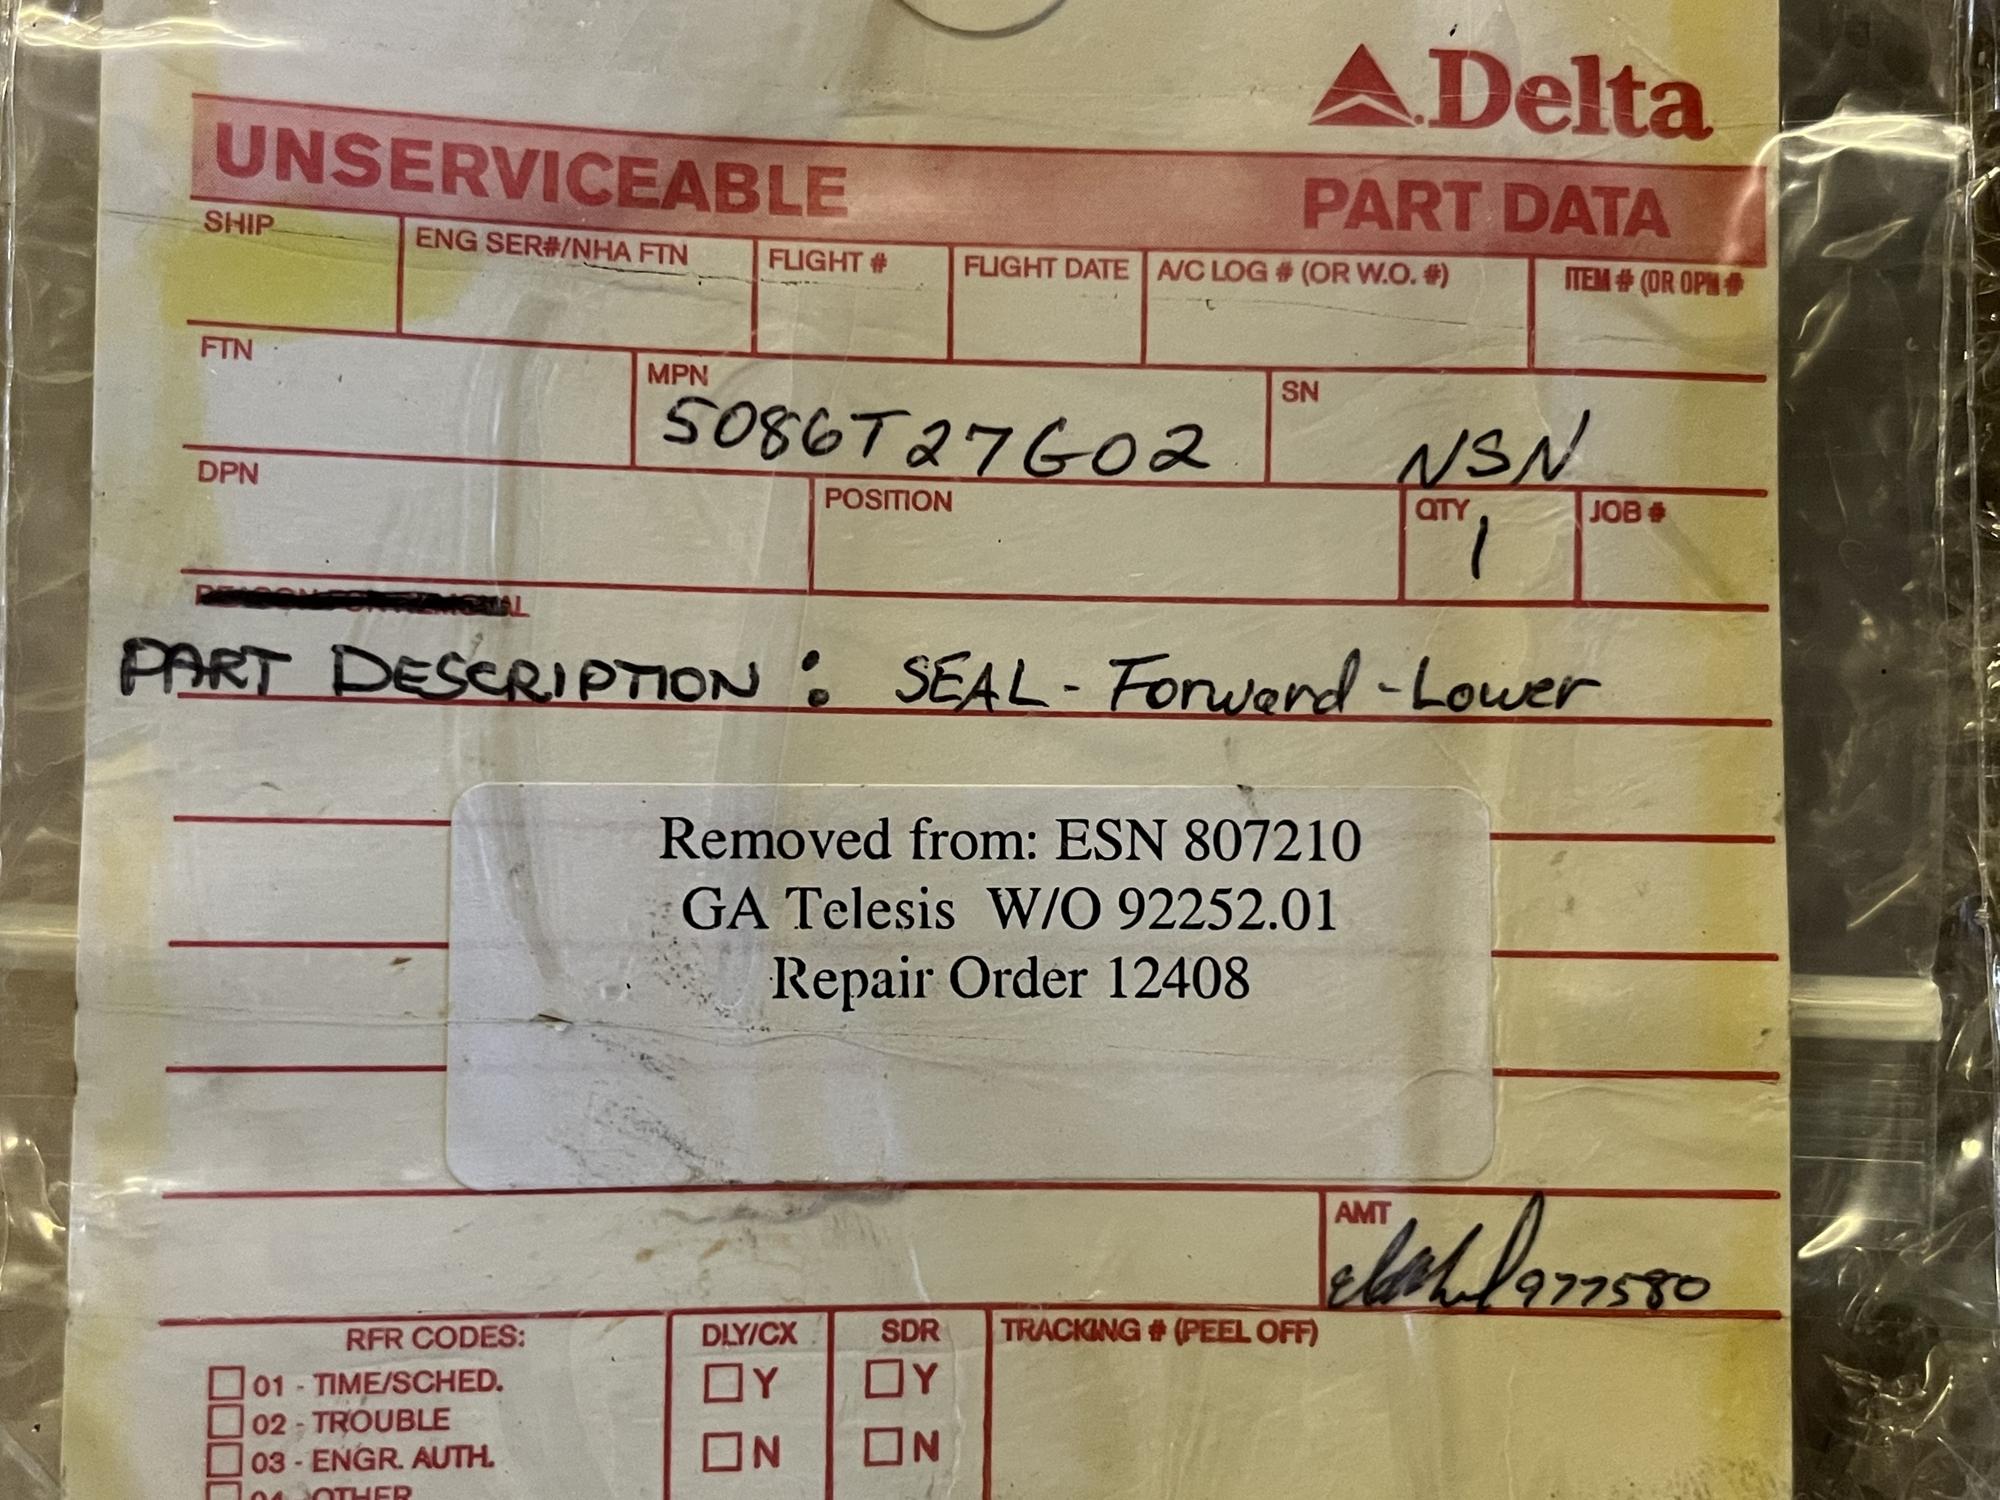 Delta
UNSERVICEABLE PART DATA
SHIP ENG SER#/NHA FTN FLIGHT # FLIGHT DATE A/C LOG # (OR W.O. #) ITEM # (OR OPN #
FTN MPN SN
5086T27G02 NSN
DPN POSITION QTY JOB #
1
PART DESCRIPTION : SEAL - Forward - Lower
Removed from: ESN 807210
GA Telesis W/O 92252.01
Repair Order 12408
AMT
977580
RFR CODES: DLY/CX SDR TRACKING # (PEEL OFF)
01 - TIME/SCHED. Y Y
02 - TROUBLE
03 - ENGR. AUTH. N N
04 - OTHER